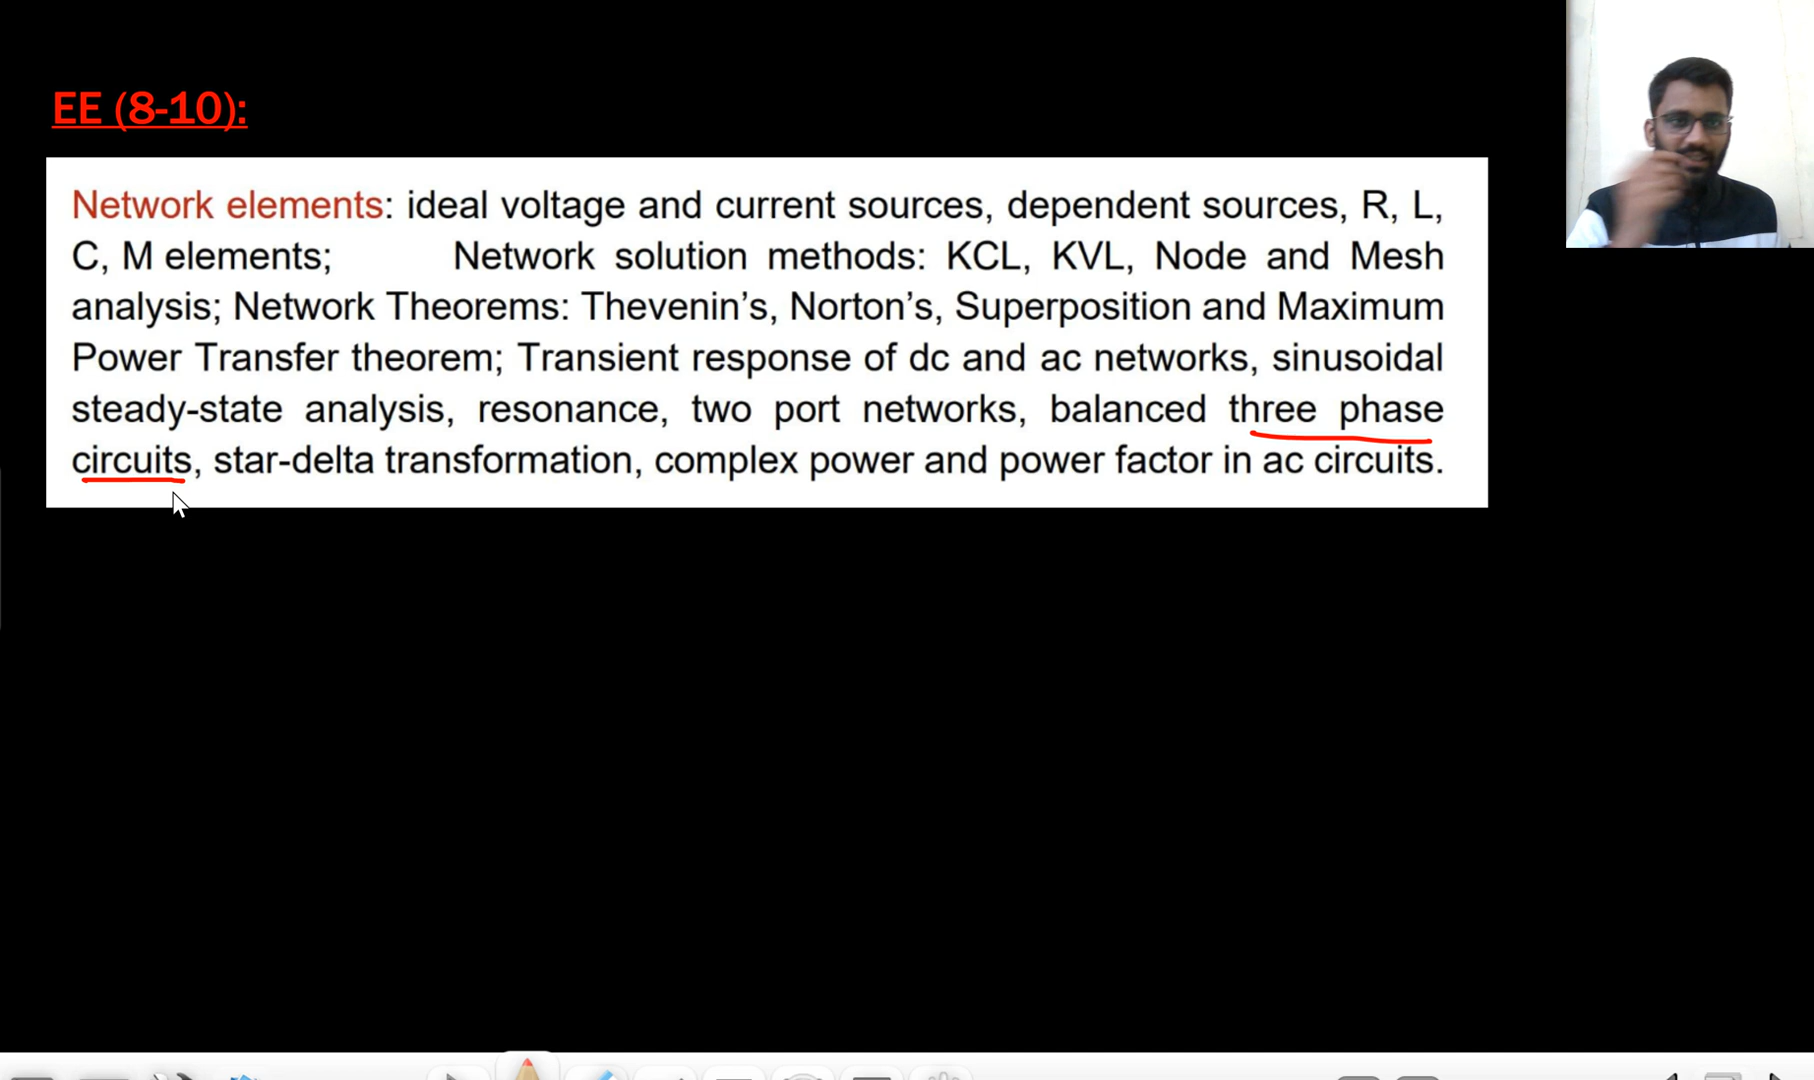 EE (8-10):
Network elements: ideal voltage and current sources, dependent sources, R, L,
C, M elements; Network solution methods: KCL, KVL, Node and Mesh
analysis; Network Theorems: Thevenin’s, Norton’s, Superposition and Maximum
Power Transfer theorem; Transient response of dc and ac networks, sinusoidal
steady-state analysis, resonance, two port networks, balanced three phase
circuits, star-delta transformation, complex power and power factor in ac circuits.